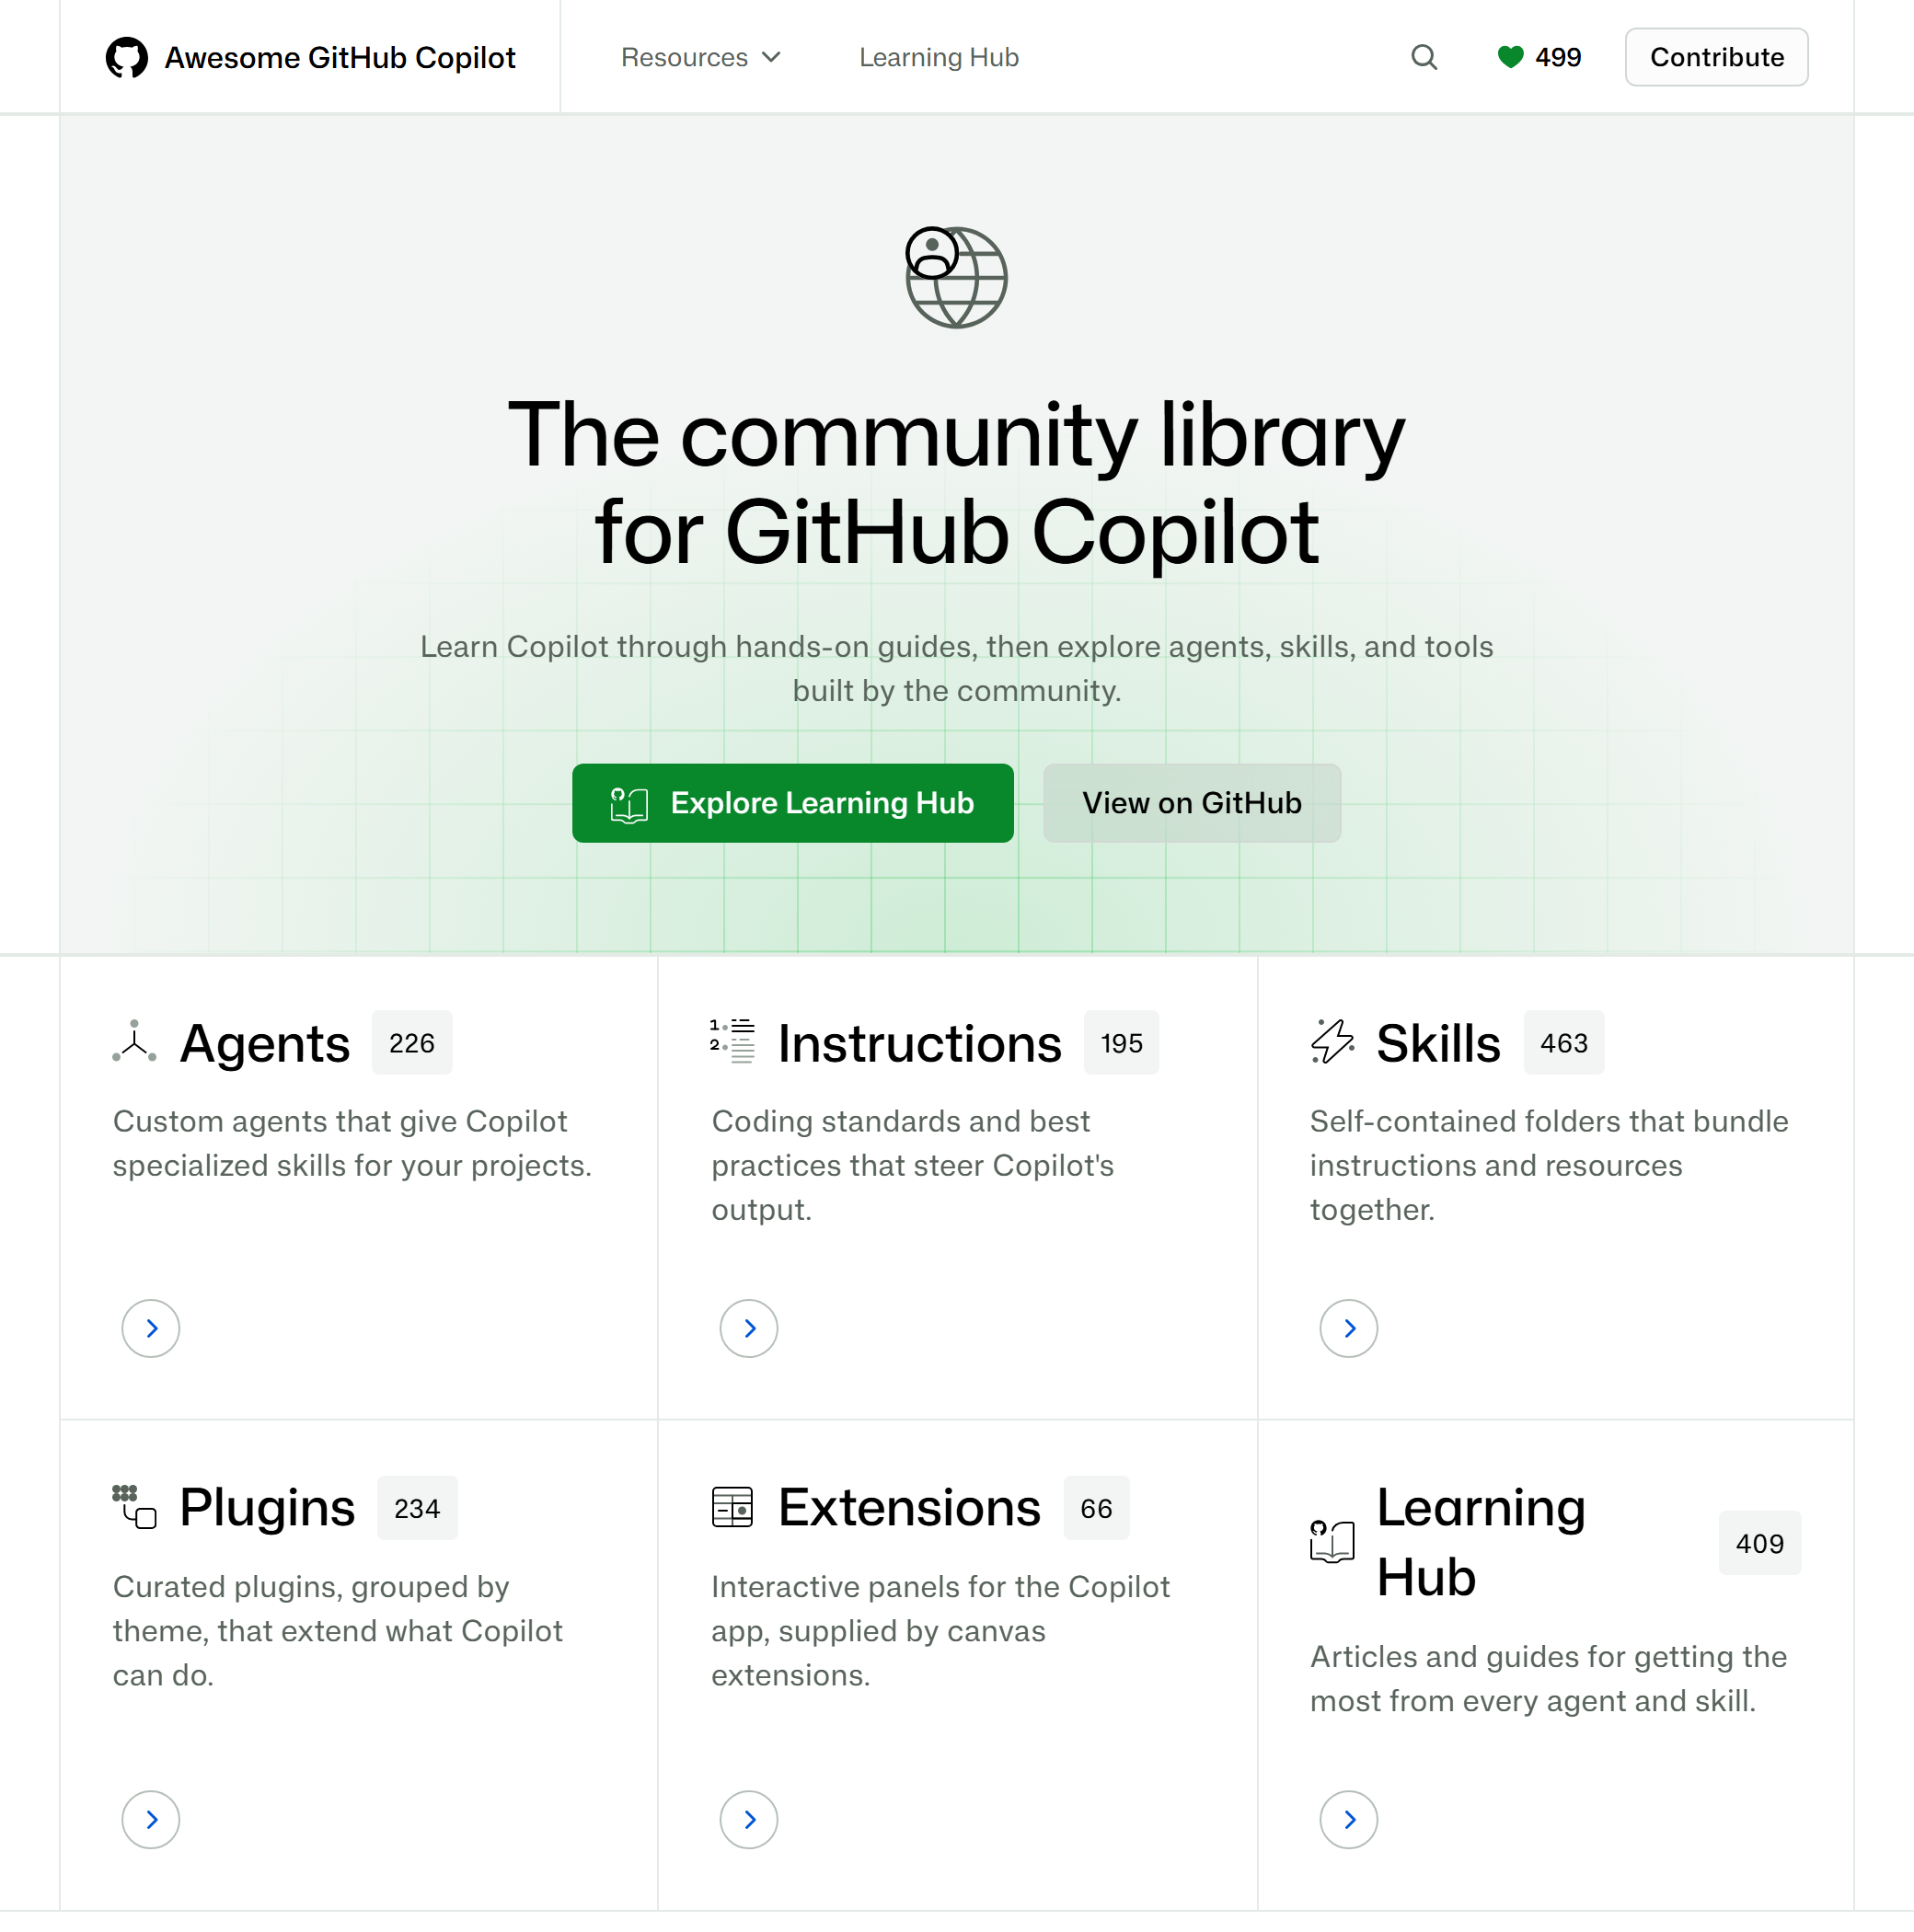 Awesome GitHub Copilot
Resources
Learning Hub
499
Contribute
The community library
for GitHub Copilot
Learn Copilot through hands-on guides, then explore agents, skills, and tools
built by the community.
Explore Learning Hub
View on GitHub
Agents 226
Custom agents that give Copilot
specialized skills for your projects.
1.
2.
Instructions 195
Coding standards and best
practices that steer Copilot's
output.
Skills 463
Self-contained folders that bundle
instructions and resources
together.
Plugins 234
Curated plugins, grouped by
theme, that extend what Copilot
can do.
Extensions 66
Interactive panels for the Copilot
app, supplied by canvas
extensions.
Learning
Hub
409
Articles and guides for getting the
most from every agent and skill.